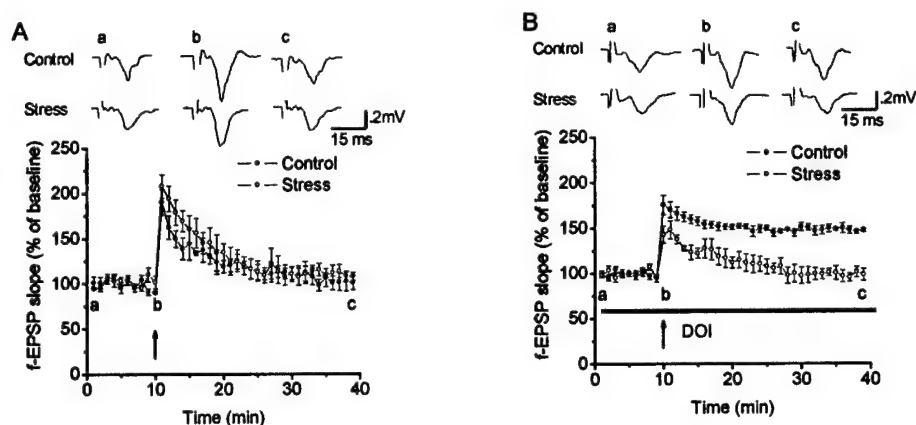 A
a b c
Control
Stress
.2mV
15 ms
f-EPSP slope (% of baseline)
250
200
150
100
50
0
Control
Stress
a
b
c
0 10 20 30 40
Time (min)
B
a b c
Control
Stress
.2mV
15 ms
f-EPSP slope (% of baseline)
250
200
150
100
50
0
Control
Stress
a
b
c
DOI
0 10 20 30 40
Time (min)